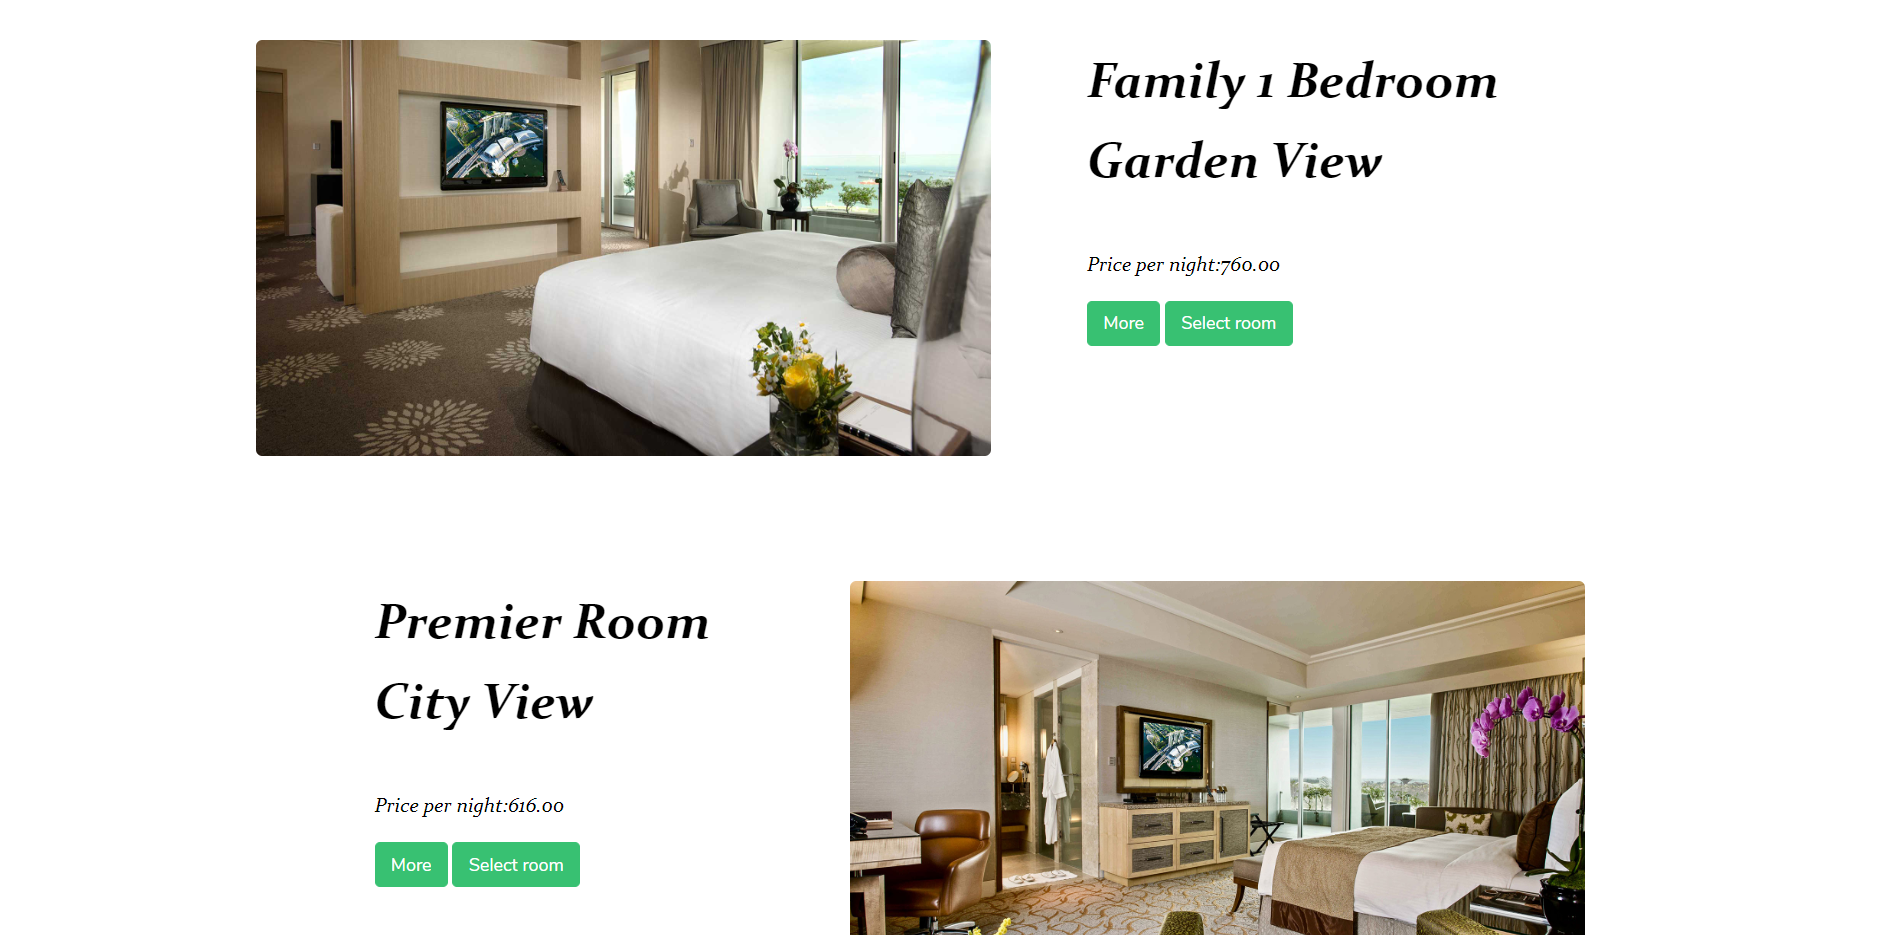 Family 1 Bedroom
Garden View
Price per night:760.00
More
Select room
Premier Room
City View
Price per night:616.00
More
Select room